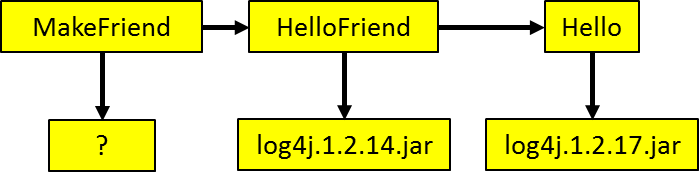 MakeFriend
HelloFriend
Hello
?
log4j.1.2.14.jar
log4j.1.2.17.jar